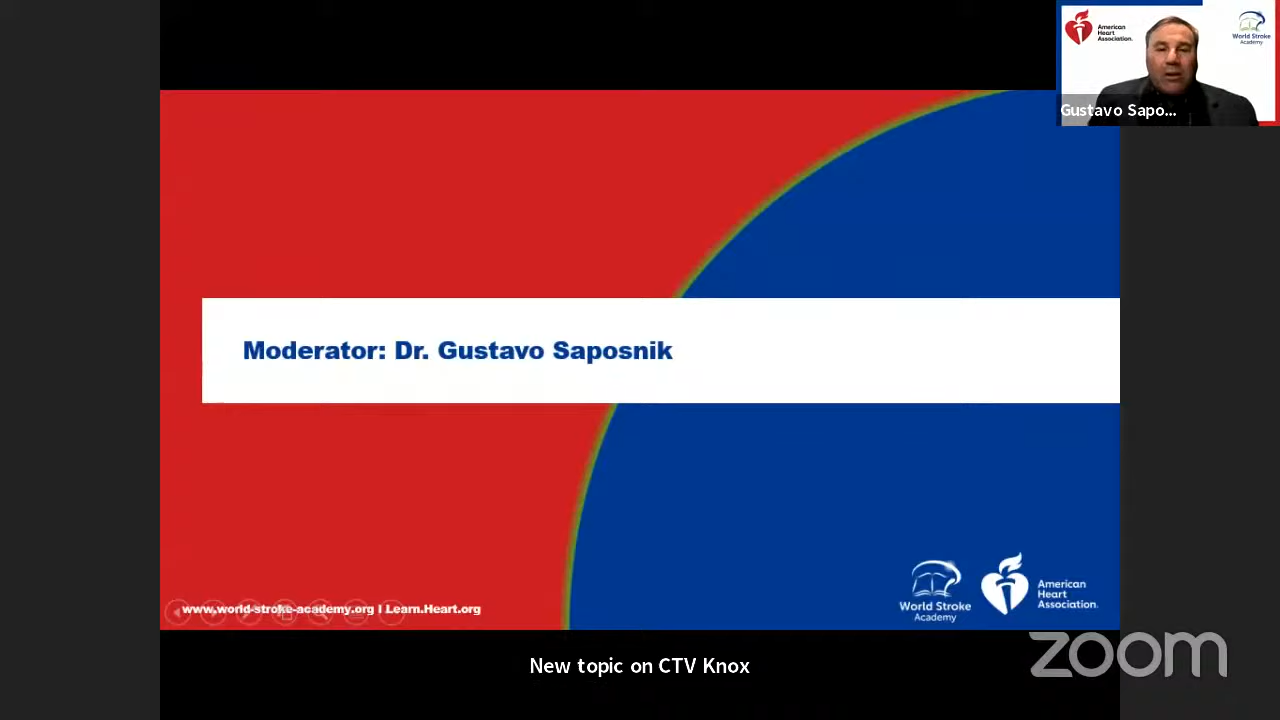 American
Heart
Association.
World Stroke
Academy
Gustavo Sapo...
Moderator: Dr. Gustavo Saposnik
www.world-stroke-academy.org I Learn.Heart.org
World Stroke
Academy
American
Heart
Association.
New topic on CTV Knox
zoom